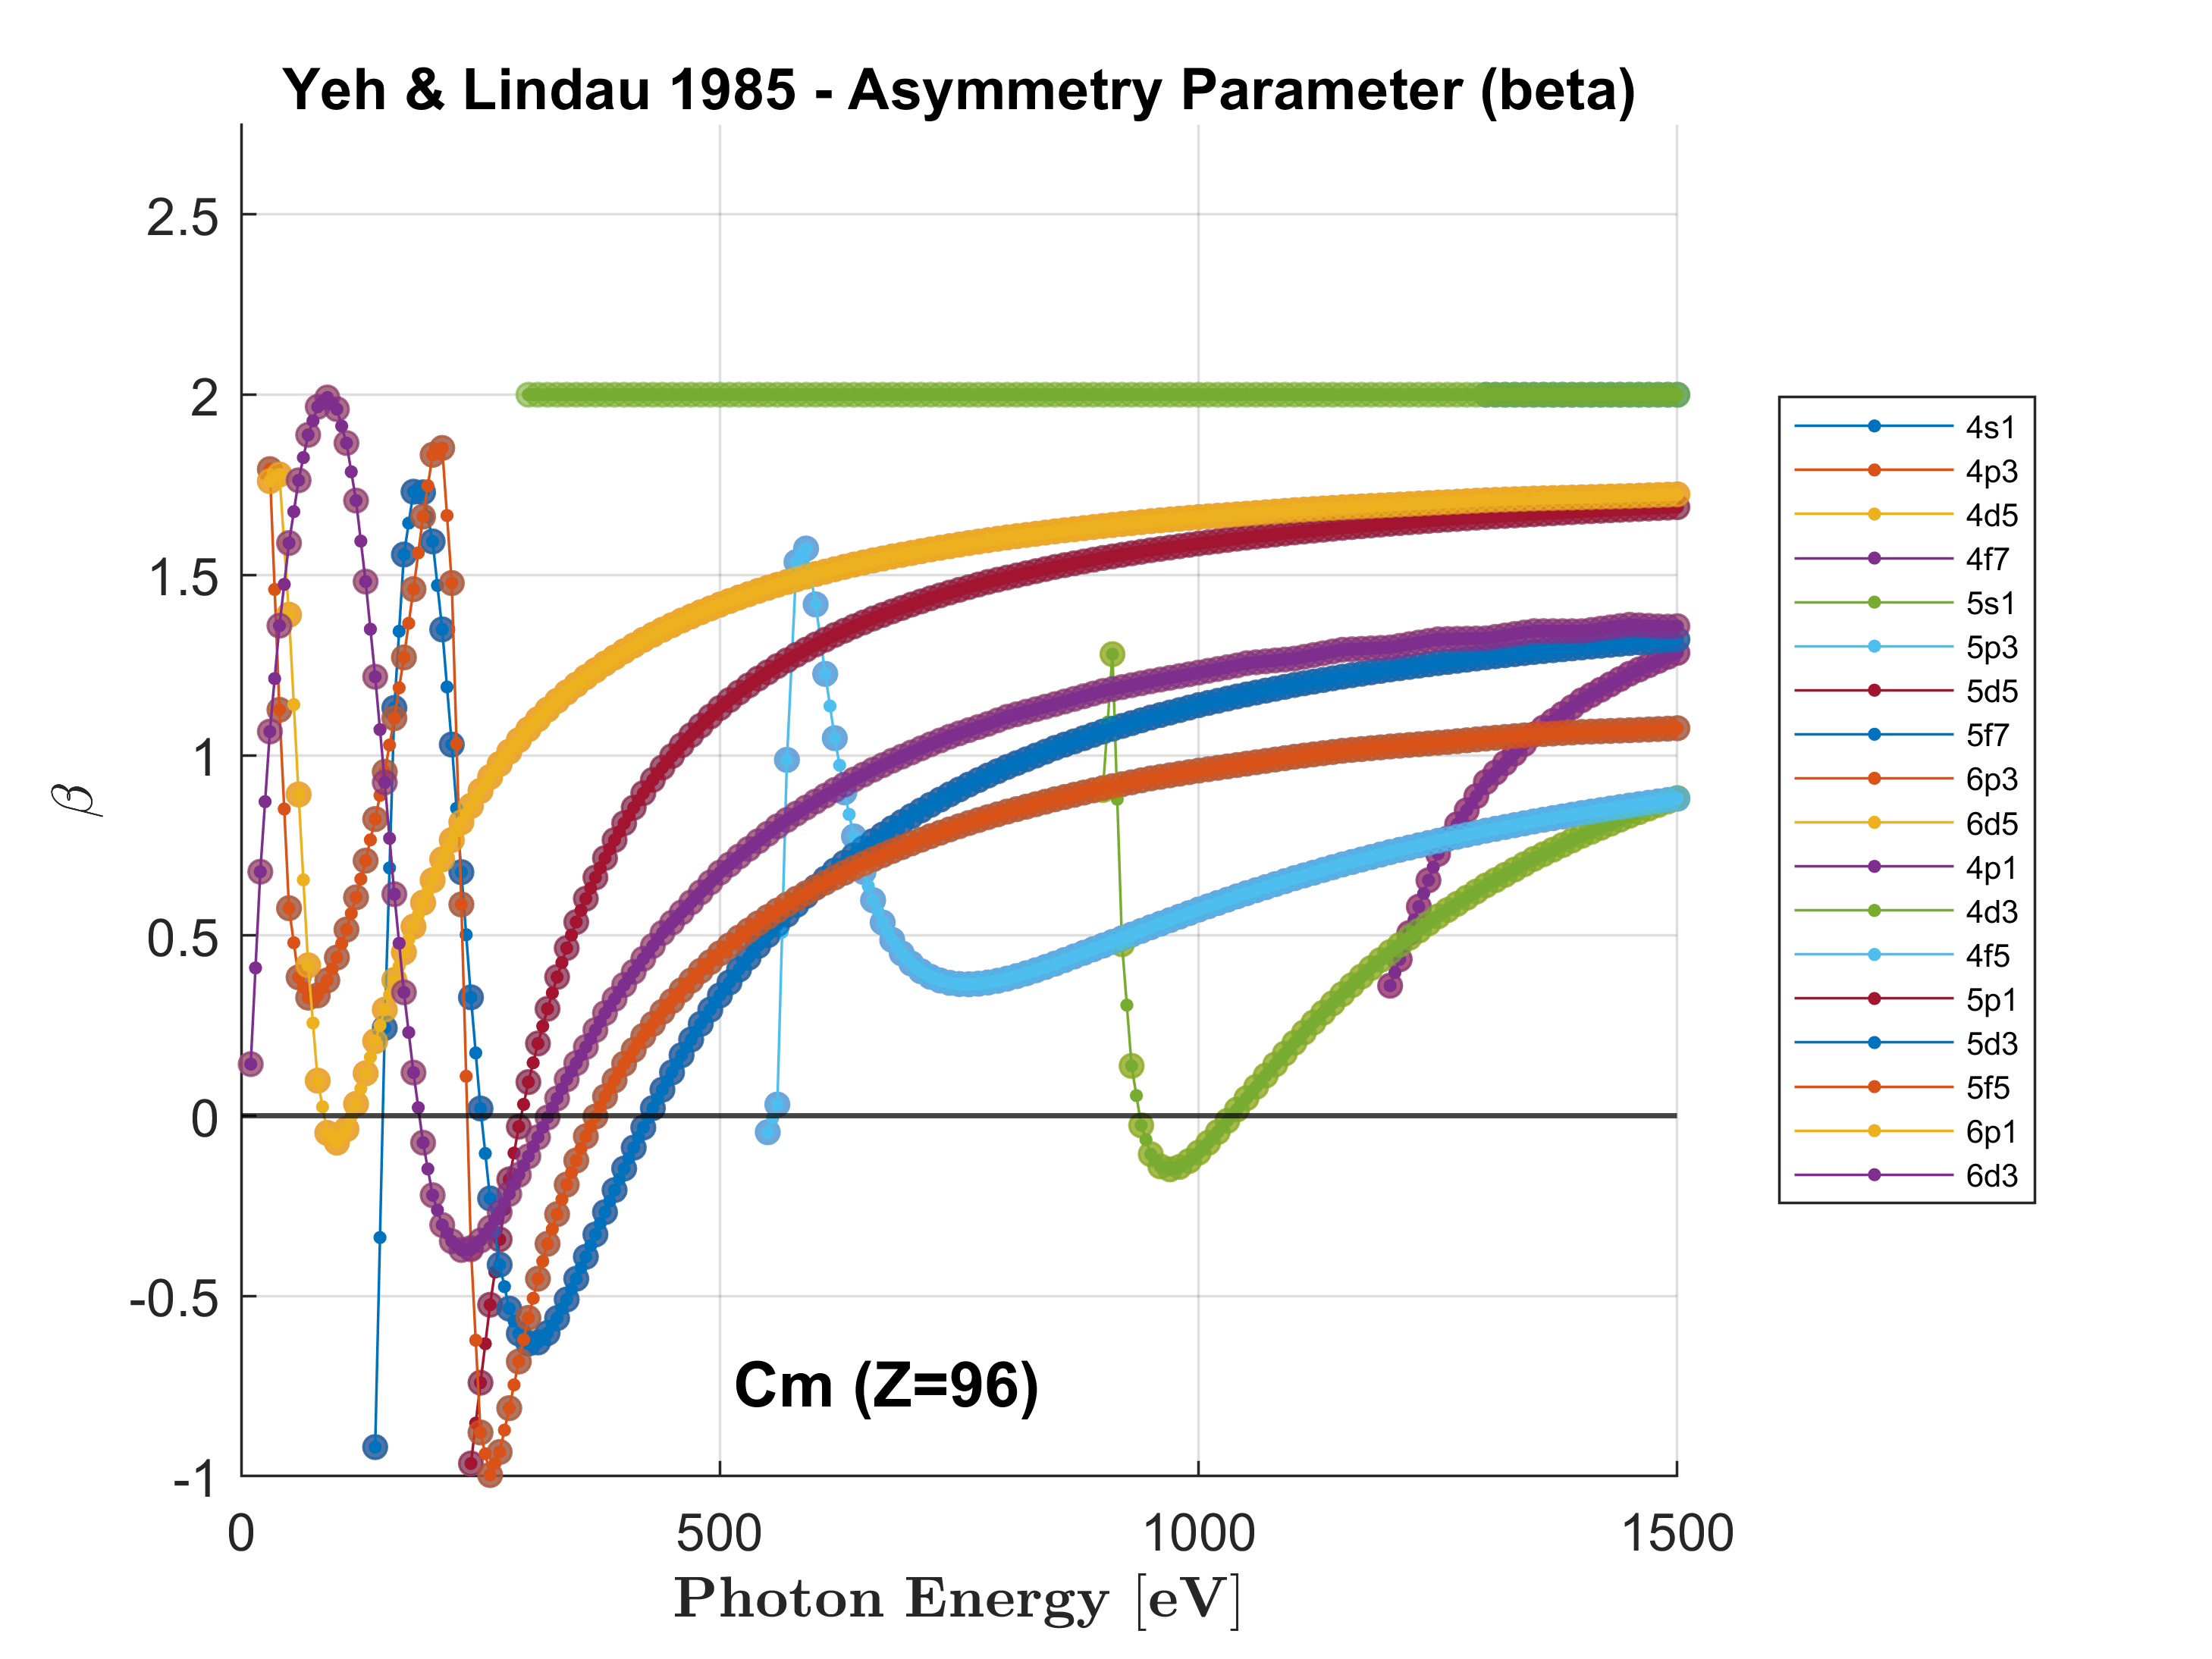 Yeh & Lindau 1985 - Asymmetry Parameter (beta)
2.5
2
1.5
1
0.5
0
-0.5
-1
β
0 500 1000 1500
Photon Energy [eV]
Cm (Z=96)
4s1
4p3
4d5
4f7
5s1
5p3
5d5
5f7
6p3
6d5
4p1
4d3
4f5
5p1
5d3
5f5
6p1
6d3